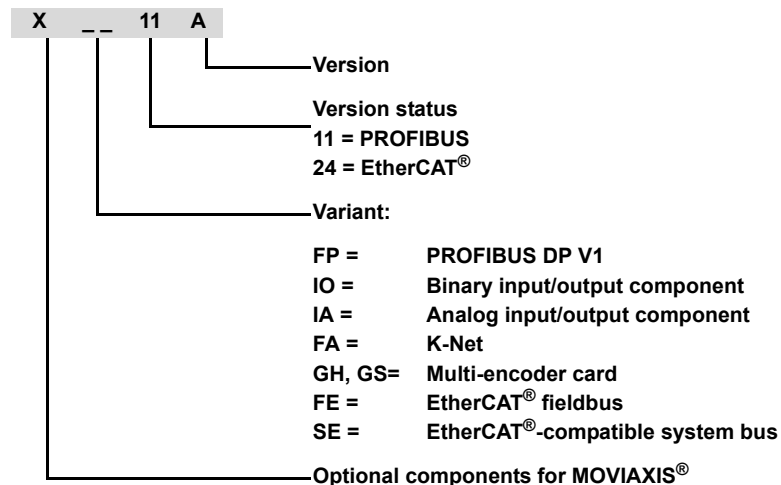 X _ _ 11 A
Version
Version status
11 = PROFIBUS
24 = EtherCAT®
Variant:
FP = PROFIBUS DP V1
IO = Binary input/output component
IA = Analog input/output component
FA = K-Net
GH, GS= Multi-encoder card
FE = EtherCAT® fieldbus
SE = EtherCAT®-compatible system bus
Optional components for MOVIAXIS®